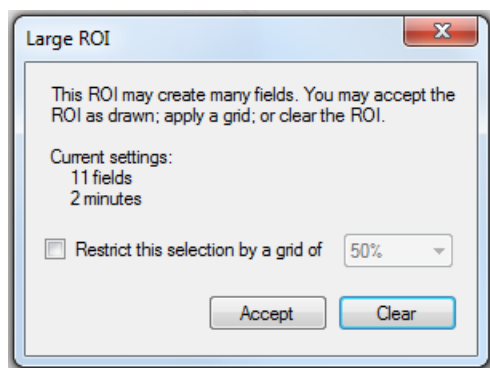 Large ROI
This ROI may create many fields. You may accept the
ROI as drawn; apply a grid; or clear the ROI.
Current settings:
11 fields
2 minutes
Restrict this selection by a grid of 50%
Accept Clear